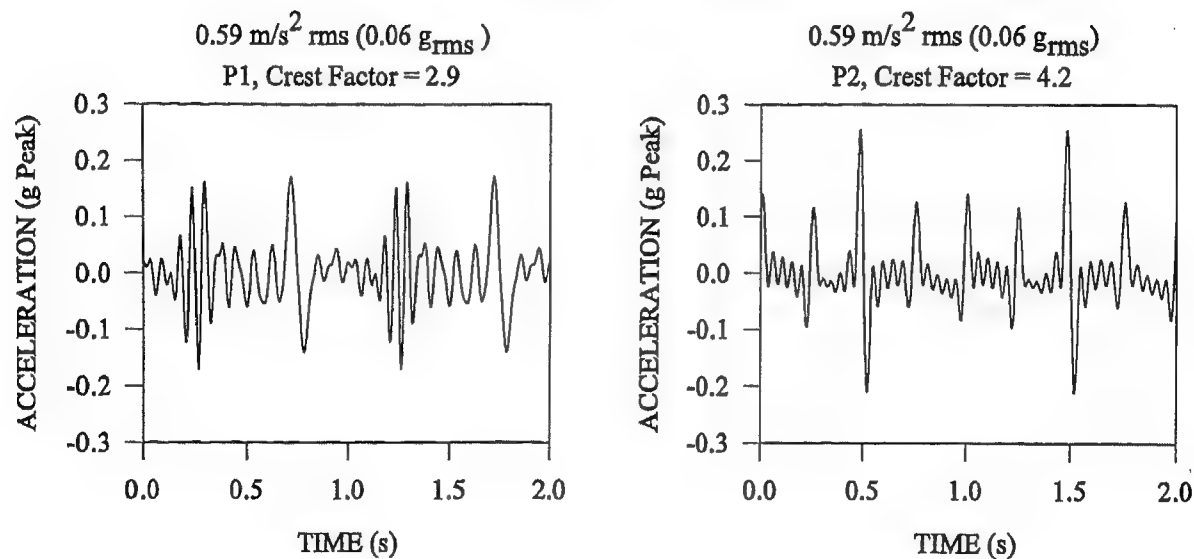 0.59 m/s² rms (0.06 grms )
P1, Crest Factor = 2.9
ACCELERATION (g Peak)
0.3
0.2
0.1
0.0
-0.1
-0.2
-0.3
0.0 0.5 1.0 1.5 2.0
TIME (s)
0.59 m/s² rms (0.06 grms)
P2, Crest Factor = 4.2
ACCELERATION (g Peak)
0.3
0.2
0.1
0.0
-0.1
-0.2
-0.3
0.0 0.5 1.0 1.5 2.0
TIME (s)